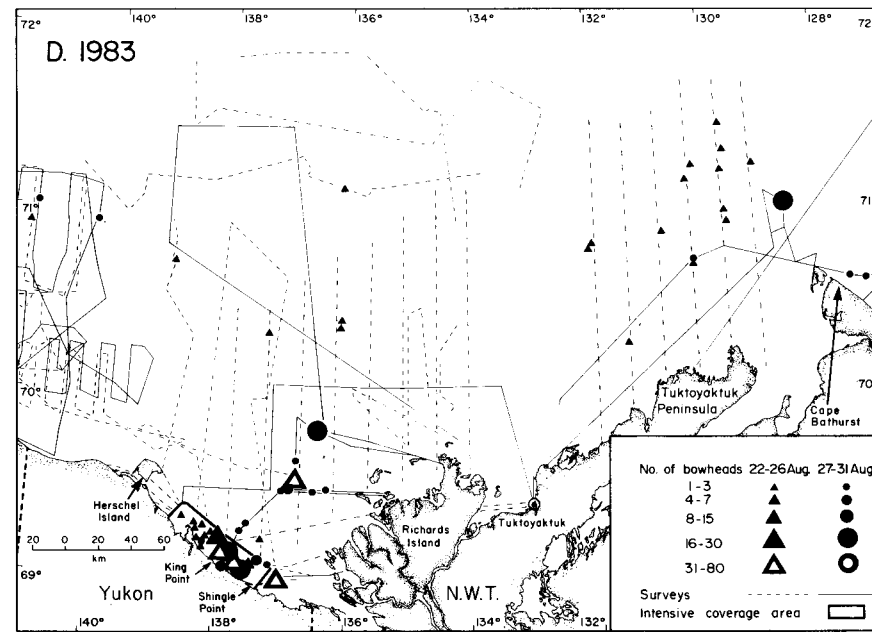 72° 140° 138° 136° 134° 132° 130° 128° 72
D. 1983
71° 71
70° 70
Tuktoyaktuk
Peninsula
Cape
Bathurst
Herschel
Island
Richards
Island
Tuktoyaktuk
20 0 20 40 60
km
King
Point
69°
Yukon
Shingle
Point
N.W.T.
140° 138° 136° 134° 132°
No. of bowheads 22-26 Aug. 27-31 Aug
1-3
4-7
8-15
16-30
31-80
Surveys
Intensive coverage area